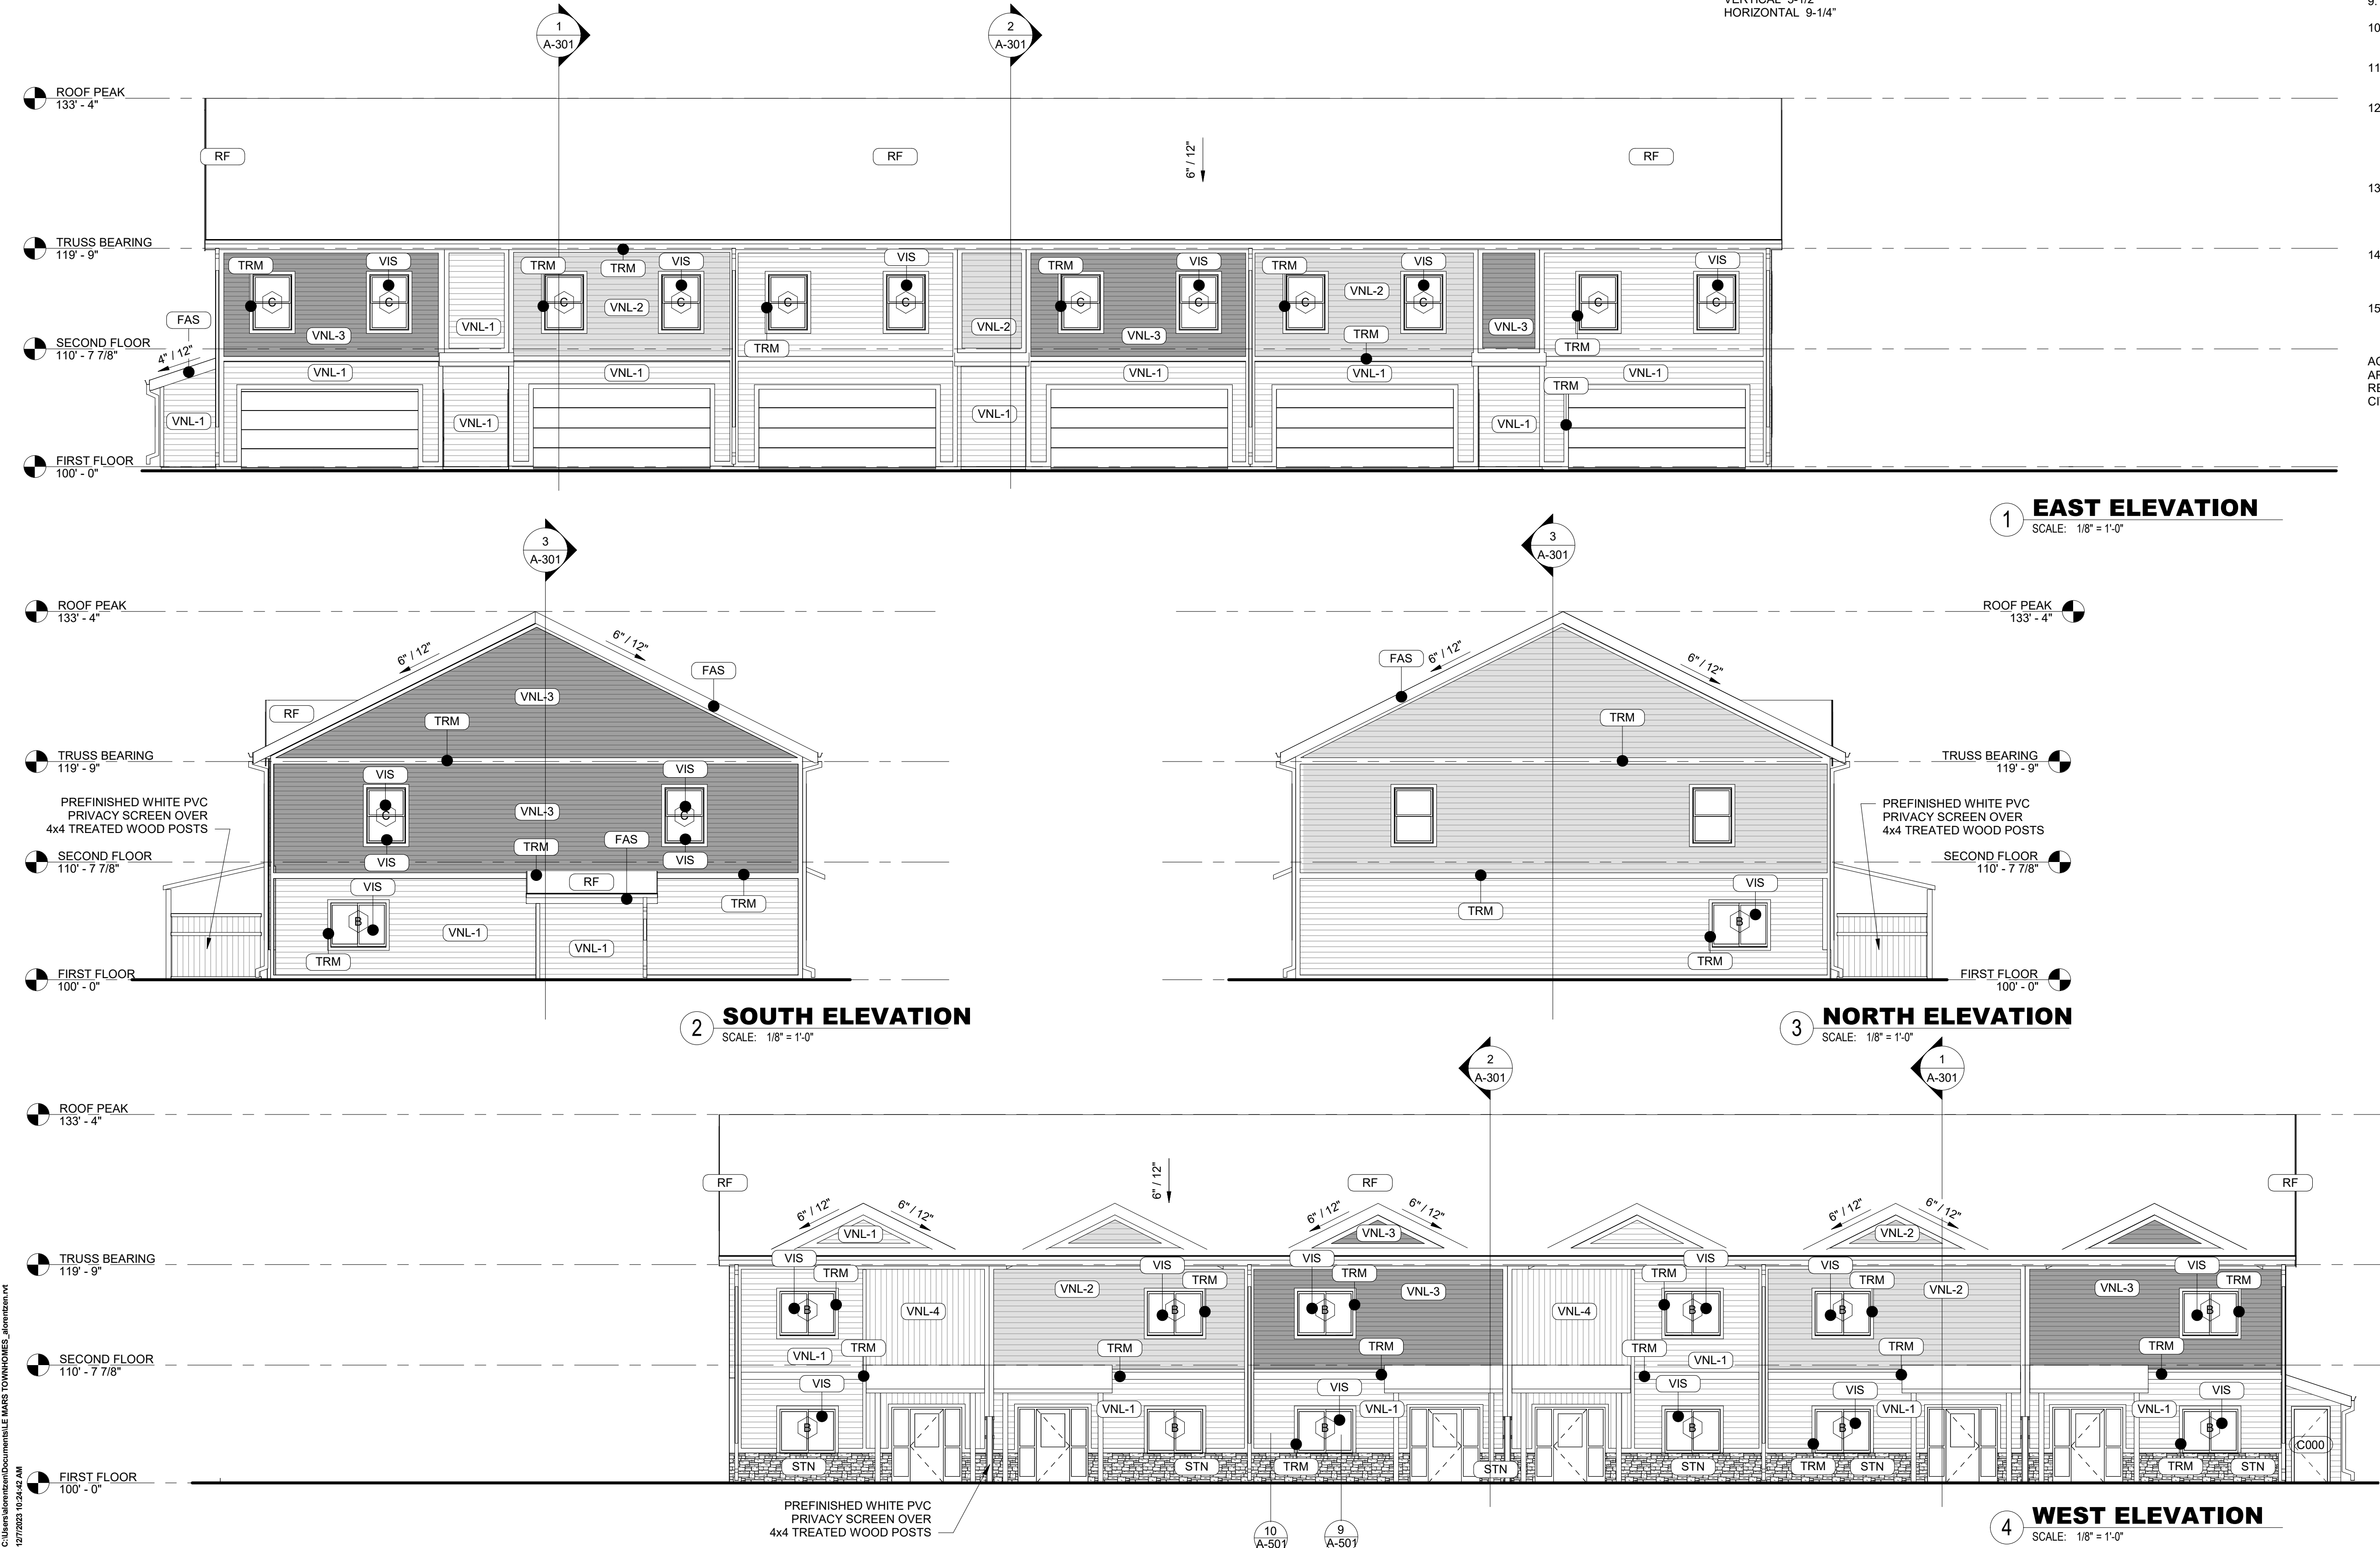 VERTICAL 5-1/2"
HORIZONTAL 9-1/4"
9.
10
11
12
13
14
15
AC
AF
RE
CI
1
A-301
2
A-301
ROOF PEAK
133' - 4"
RF
RF
RF
6" / 12"
TRUSS BEARING
119' - 9"
TRM
VIS
TRM
TRM
VIS
VIS
TRM
VIS
TRM
VIS
VIS
C
C
C
C
C
C
C
C
C
C
C
C
VNL-2
VNL-2
FAS
VNL-3
VNL-1
TRM
VNL-2
VNL-3
TRM
VNL-3
TRM
SECOND FLOOR
110' - 7 7/8"
4" / 12"
VNL-1
VNL-1
VNL-1
VNL-1
VNL-1
TRM
VNL-1
VNL-1
VNL-1
VNL-1
FIRST FLOOR
100' - 0"
1
EAST ELEVATION
SCALE: 1/8" = 1'-0"
3
A-301
ROOF PEAK
133' - 4"
6" / 12"
6" / 12"
FAS
VNL-3
RF
TRM
TRUSS BEARING
119' - 9"
VIS
VIS
PREFINISHED WHITE PVC
PRIVACY SCREEN OVER
4x4 TREATED WOOD POSTS
C
VNL-3
C
TRM
FAS
SECOND FLOOR
110' - 7 7/8"
VIS
VIS
VIS
RF
TRM
B
VNL-1
VNL-1
TRM
FIRST FLOOR
100' - 0"
2
SOUTH ELEVATION
SCALE: 1/8" = 1'-0"
3
A-301
ROOF PEAK
133' - 4"
FAS
6" / 12"
6" / 12"
TRM
TRUSS BEARING
119' - 9"
PREFINISHED WHITE PVC
PRIVACY SCREEN OVER
4x4 TREATED WOOD POSTS
SECOND FLOOR
110' - 7 7/8"
VIS
TRM
B
TRM
FIRST FLOOR
100' - 0"
3
NORTH ELEVATION
SCALE: 1/8" = 1'-0"
2
A-301
1
A-301
ROOF PEAK
133' - 4"
RF
6" / 12"
RF
RF
6" / 12"
6" / 12"
6" / 12"
6" / 12"
6" / 12"
6" / 12"
VNL-1
VNL-3
VNL-2
TRUSS BEARING
119' - 9"
VIS
TRM
VIS
TRM
VIS
TRM
TRM
VIS
VIS
TRM
VIS
TRM
VNL-2
VNL-3
VNL-2
VNL-3
B
VNL-4
B
B
VNL-4
B
B
B
VNL-1
TRM
TRM
TRM
TRM
VNL-1
TRM
TRM
SECOND FLOOR
110' - 7 7/8"
VIS
VIS
VIS
VIS
VIS
VNL-1
VNL-1
VNL-1
VNL-1
B
B
B
B
B
B
C000
STN
STN
TRM
STN
STN
TRM
STN
TRM
STN
FIRST FLOOR
100' - 0"
PREFINISHED WHITE PVC
PRIVACY SCREEN OVER
4x4 TREATED WOOD POSTS
10
A-501
9
A-501
4
WEST ELEVATION
SCALE: 1/8" = 1'-0"
C:\Users\alorentzen\Documents\LE MARS TOWNHOMES_alorentzen.rvt
12/7/2023 10:24:42 AM